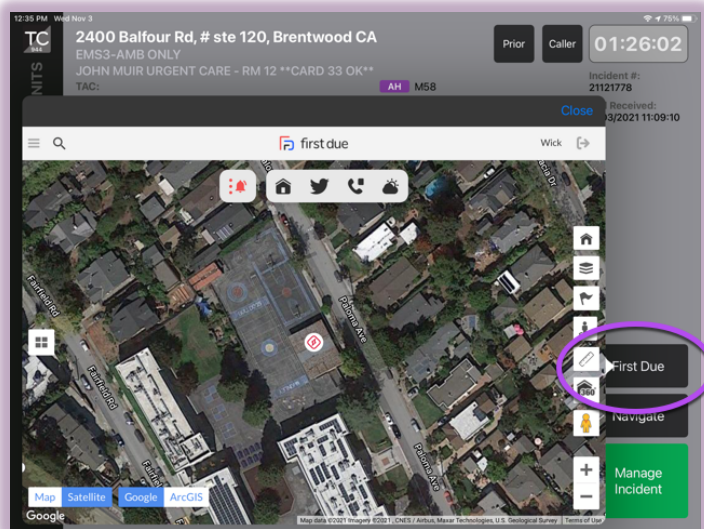 12:35 PM Wed Nov 3
75%
TC
944
UNITS
2400 Balfour Rd, # ste 120, Brentwood CA
EMS3-AMB ONLY
JOHN MUIR URGENT CARE - RM 12 **CARD 33 OK**
TAC:
AH M58
Prior
Caller
01:26:02
Incident #:
21121778
Received:
03/2021 11:09:10
Close
first due
Wick
Fairfield Rd
Fairfield Rd
Paloma Ave
Paloma Ave
360
First Due
Navigate
Manage
Incident
Map Satellite Google ArcGIS
Google
Map data ©2021 Imagery ©2021, CNES / Airbus, Maxar Technologies, U.S. Geological Survey Terms of Use